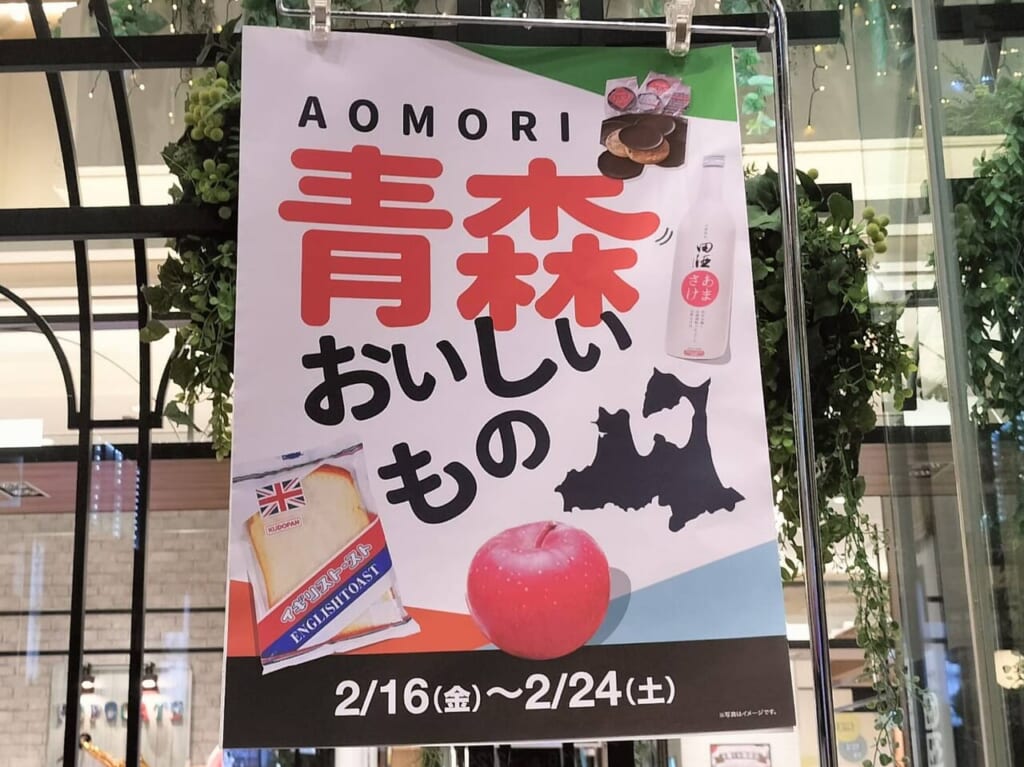 AOMORI
青森
おいしい
もの
田酒
あま
さけ
KUDOPAN
イギリストースト
ENGLISH TOAST
2/16(金)～2/24(土)
※写真はイメージです。